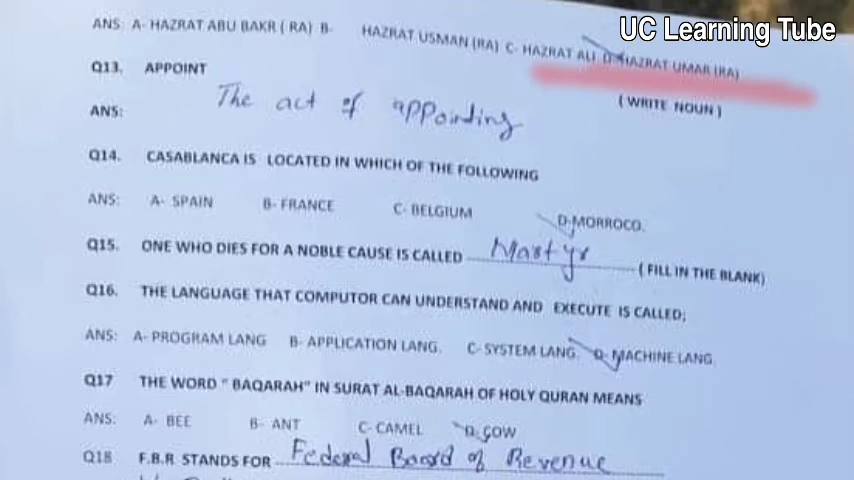 UC Learning Tube
ANS: A- HAZRAT ABU BAKR ( RA) B- HAZRAT USMAN (RA) C- HAZRAT ALI D- HAZRAT UMAR (RA)
Q13. APPOINT
( WRITE NOUN )
ANS: The act of appointing
Q14. CASABLANCA IS LOCATED IN WHICH OF THE FOLLOWING
ANS: A- SPAIN B- FRANCE C- BELGIUM D-MORROCO.
Q15. ONE WHO DIES FOR A NOBLE CAUSE IS CALLED Martyr ( FILL IN THE BLANK)
Q16. THE LANGUAGE THAT COMPUTOR CAN UNDERSTAND AND EXECUTE IS CALLED;
ANS: A- PROGRAM LANG B- APPLICATION LANG. C- SYSTEM LANG. D- MACHINE LANG.
Q17 THE WORD " BAQARAH" IN SURAT AL-BAQARAH OF HOLY QURAN MEANS
ANS: A- BEE B- ANT C- CAMEL D- COW
Q18 F.B.R STANDS FOR Federal Board of Revenue